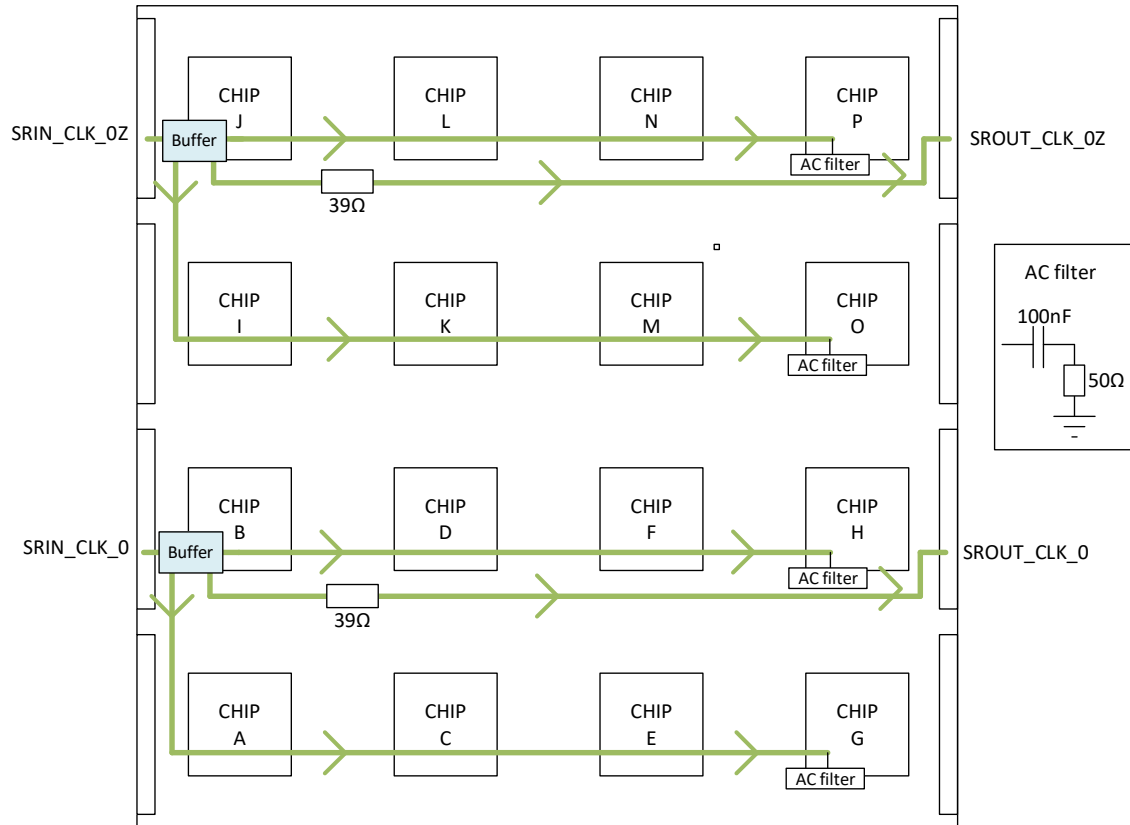 CHIP
J
CHIP
L
CHIP
N
CHIP
P
SRIN_CLK_0Z
Buffer
SROUT_CLK_0Z
AC filter
39Ω
CHIP
I
CHIP
K
CHIP
M
CHIP
O
AC filter
AC filter
100nF
50Ω
CHIP
B
CHIP
D
CHIP
F
CHIP
H
SRIN_CLK_0
Buffer
SROUT_CLK_0
AC filter
39Ω
CHIP
A
CHIP
C
CHIP
E
CHIP
G
AC filter